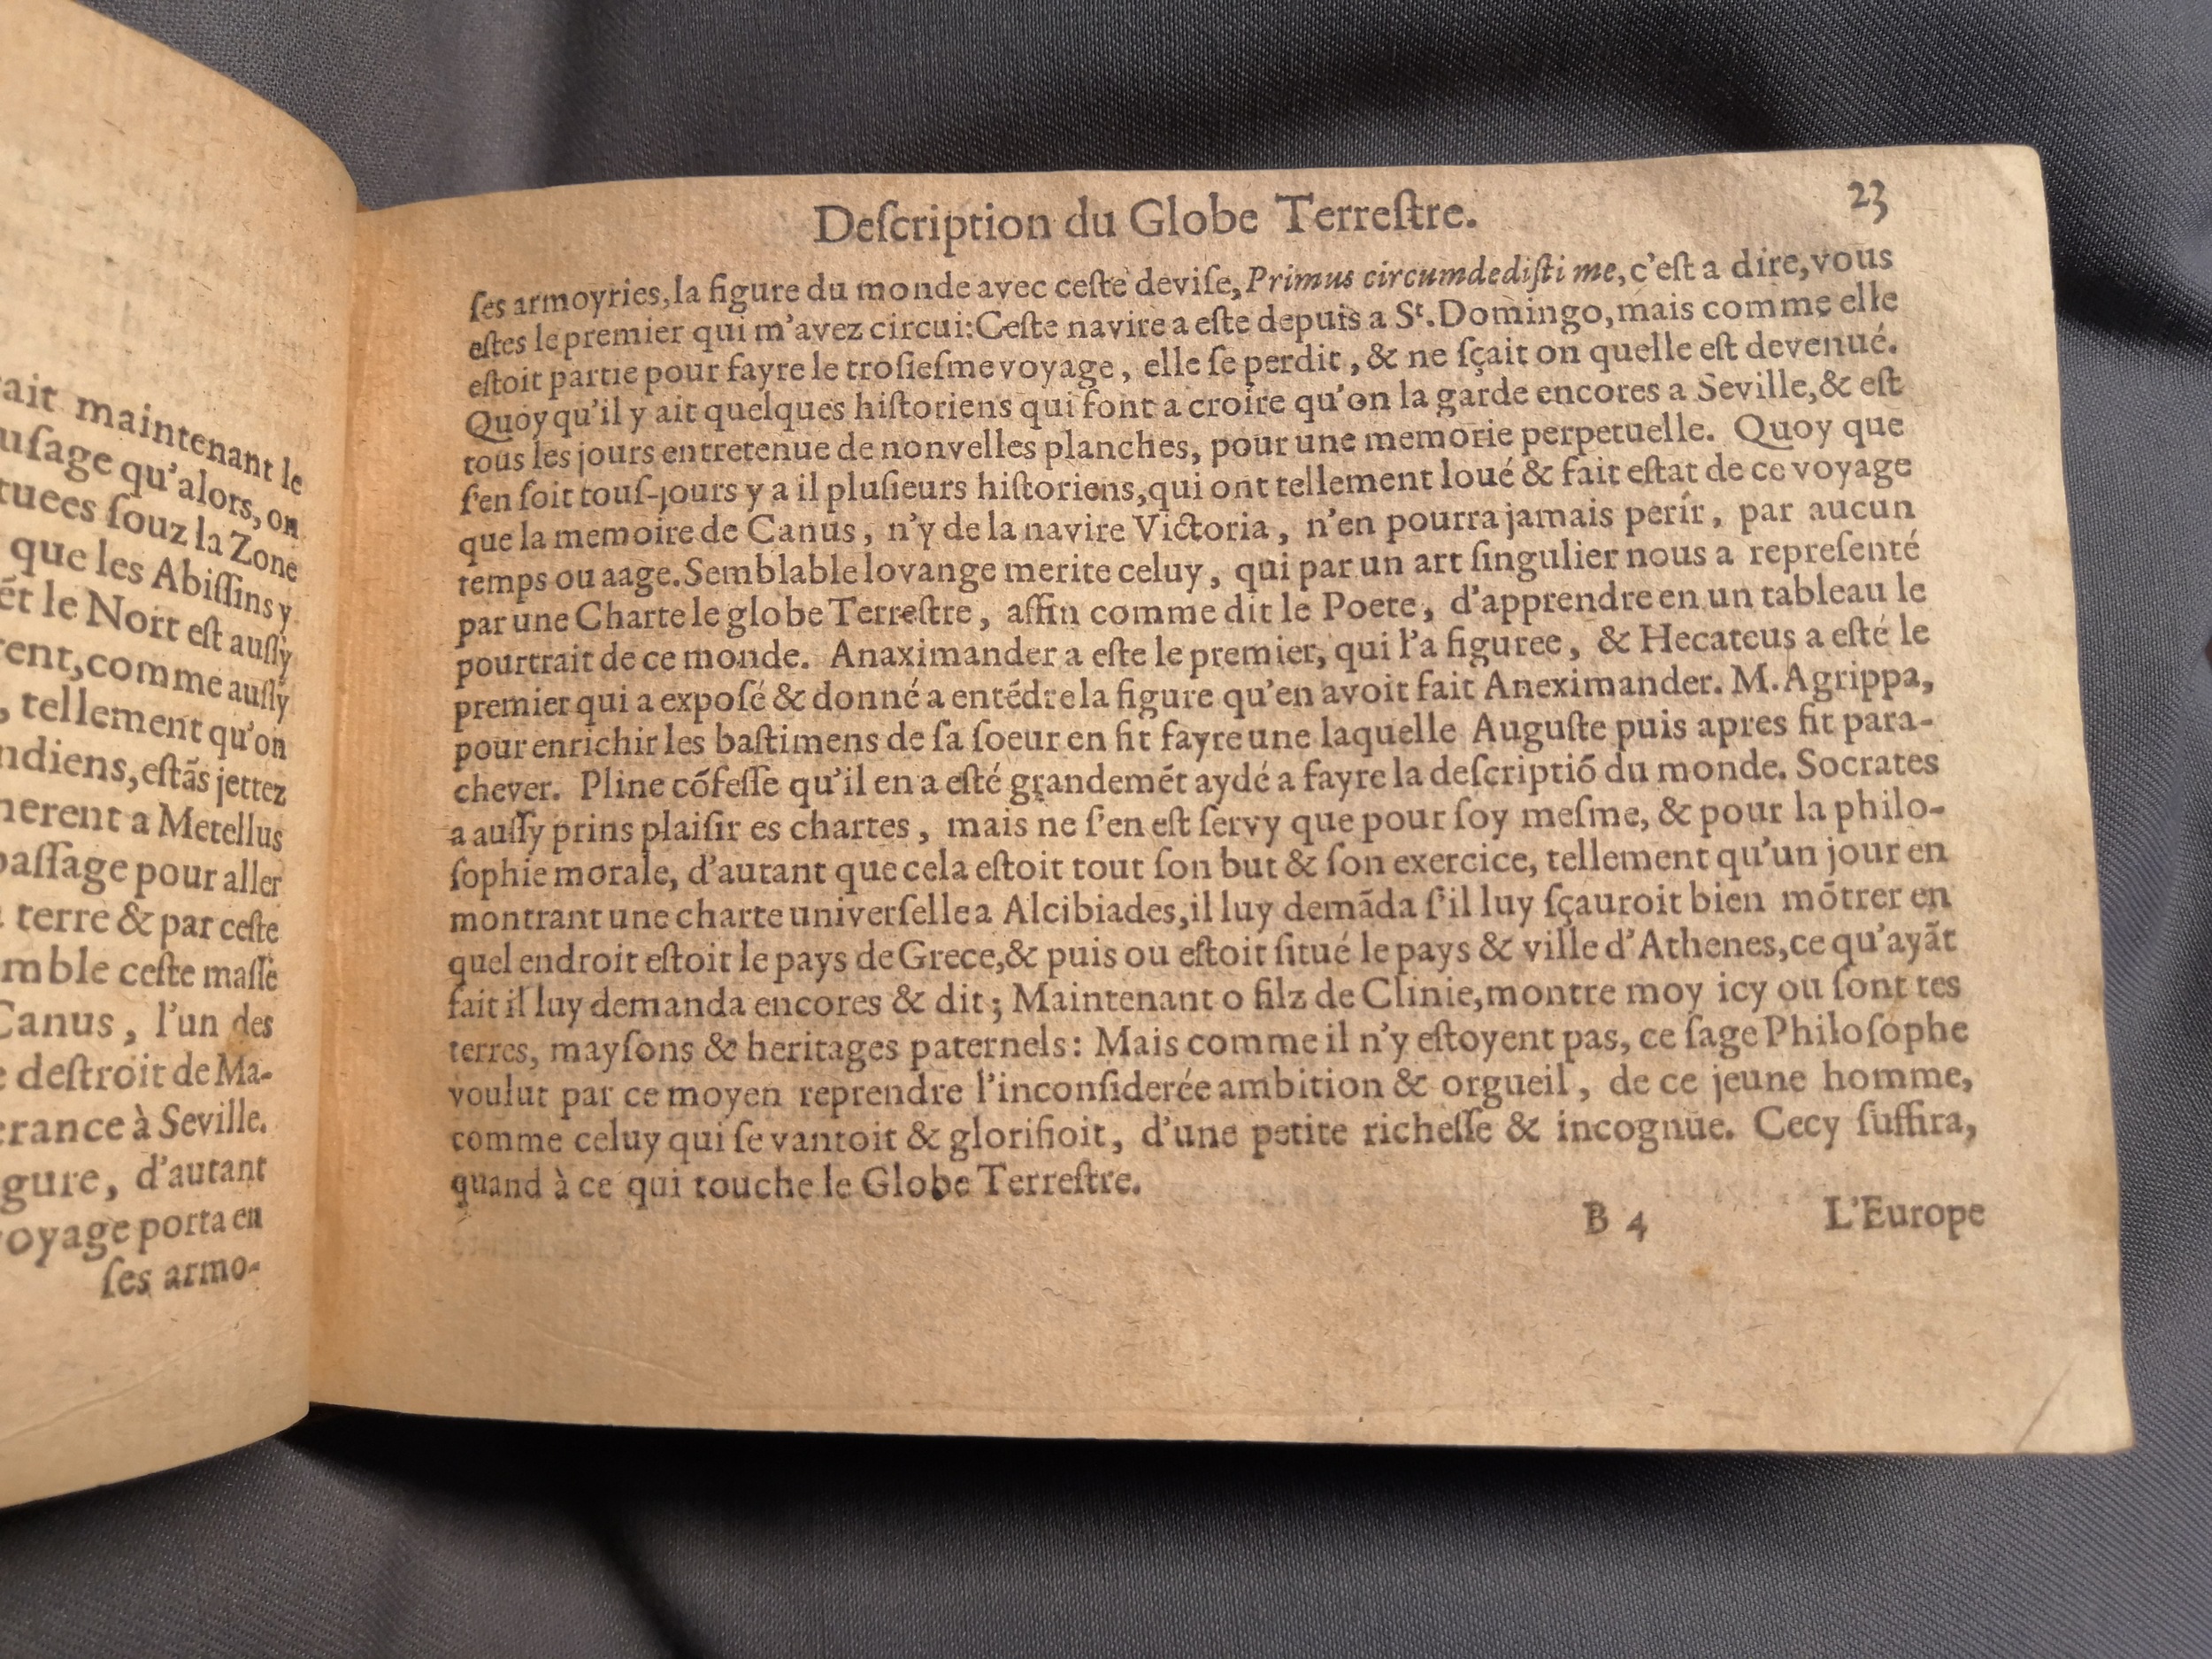 ait maintenant le
uſage qu'alors, on
tuees ſouz la Zone
que les Abiſſins y
ét le Nort eſt auſſy
rent, comme auſſy
, tellement qu'on
ndiens, eſtãs jettez
nerent a Metellus
paſſage pour aller
terre & par ceſte
mble ceſte maſſe
Canus, l'un des
e deſtroit de Ma-
erance à Seville.
gure, d'autant
voyage porta en
ſes armo-
Deſcription du Globe Terreſtre.
23
ſes armoyries, la figure du monde avec ceſte deviſe, Primus circumdediſti me, c'eſt a dire, vous
eſtes le premier qui m'avez circui: Ceſte navire a eſte depuis a St. Domingo, mais comme elle
eſtoit partie pour fayre le troſieſme voyage, elle ſe perdit, & ne ſçait on quelle eſt devenué.
Quoy qu'il y ait quelques hiſtoriens qui font a croire qu'on la garde encores a Seville, & eſt
tous les jours entretenue de nonvelles planches, pour une memorie perpetuelle. Quoy que
ſ'en ſoit touſ-jours y a il pluſieurs hiſtoriens, qui ont tellement loué & fait eſtat de ce voyage
que la memoire de Canus, n'y de la navire Victoria, n'en pourra jamais perír, par aucun
temps ou aage. Semblable lovange merite celuy, qui par un art ſingulier nous a repreſenté
par une Charte le globe Terreſtre, affin comme dit le Poete, d'apprendre en un tableau le
pourtrait de ce monde. Anaximander a eſte le premier, qui l'a figuree, & Hecateus a eſté le
premier qui a expoſé & donné a entédre la figure qu'en avoit fait Aneximander. M. Agrippa,
pour enrichir les baſtimens de ſa ſoeur en fit fayre une laquelle Auguſte puis apres fit para-
chever. Pline cõfeſſe qu'il en a eſté grandemét aydé a fayre la deſcriptiõ du monde. Socrates
a auſſy prins plaiſir es chartes, mais ne ſ'en eſt ſervy que pour ſoy meſme, & pour la philo-
ſophie morale, d'autant que cela eſtoit tout ſon but & ſon exercice, tellement qu'un jour en
montrant une charte univerſelle a Alcibiades, il luy demãda ſ'il luy ſçauroit bien mõtrer en
quel endroit eſtoit le pays de Grece, & puis ou eſtoit ſitué le pays & ville d'Athenes, ce qu'ayãt
fait il luy demanda encores & dit; Maintenant o filz de Clinie, montre moy icy ou ſont tes
terres, mayſons & heritages paternels: Mais comme il n'y eſtoyent pas, ce ſage Philoſophe
voulut par ce moyen reprendre l'inconſiderée ambition & orgueil, de ce jeune homme,
comme celuy qui ſe vantoit & glorifioit, d'une petite richeſſe & incognüe. Cecy ſuffira,
quand à ce qui touche le Globe Terreſtre.
B 4
L'Europe